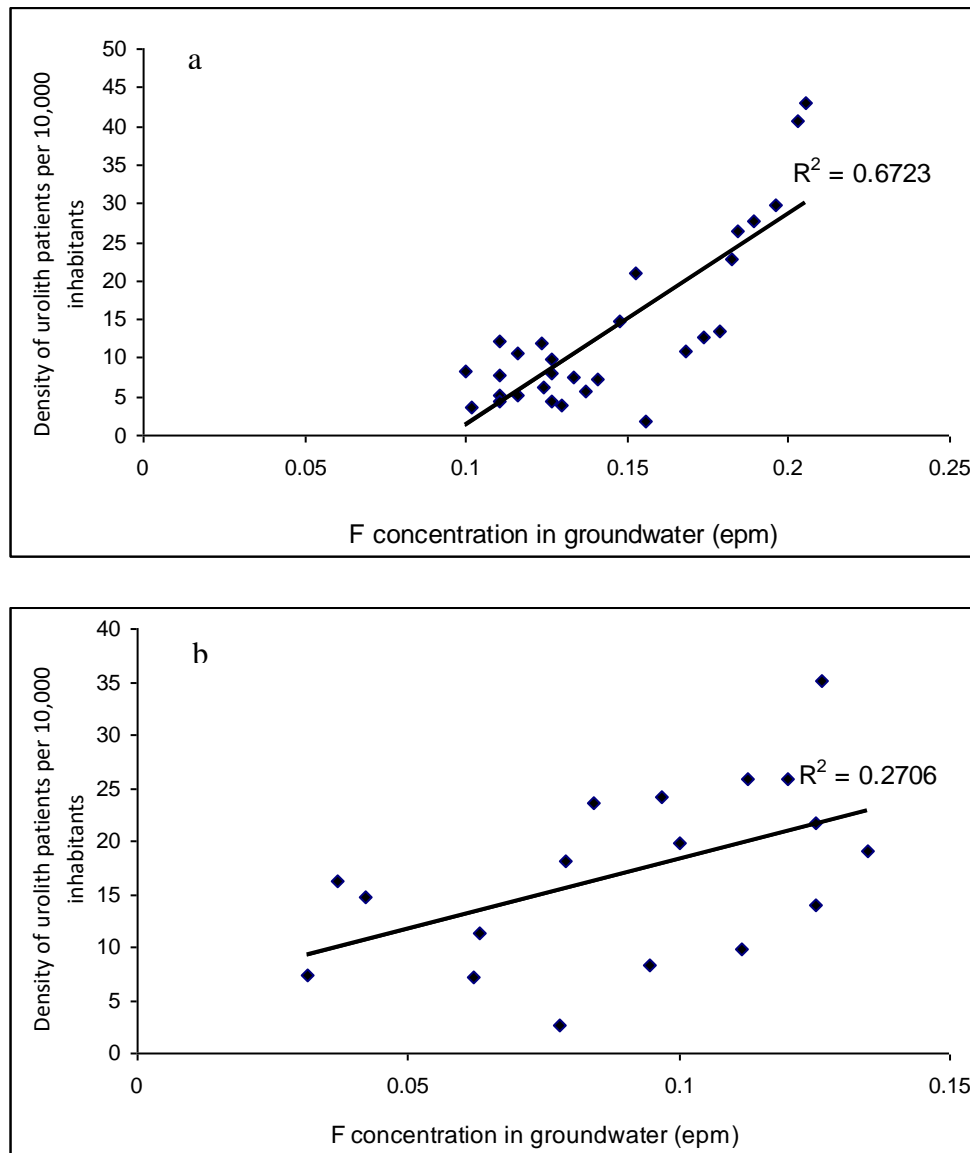 a
Density of urolith patients per 10,000
inhabitants
50
45
40
35
30
25
20
15
10
5
0
R² = 0.6723
0 0.05 0.1 0.15 0.2 0.25
F concentration in groundwater (epm)
b
Density of urolith patients per 10,000
inhabitants
40
35
30
25
20
15
10
5
0
R² = 0.2706
0 0.05 0.1 0.15
F concentration in groundwater (epm)